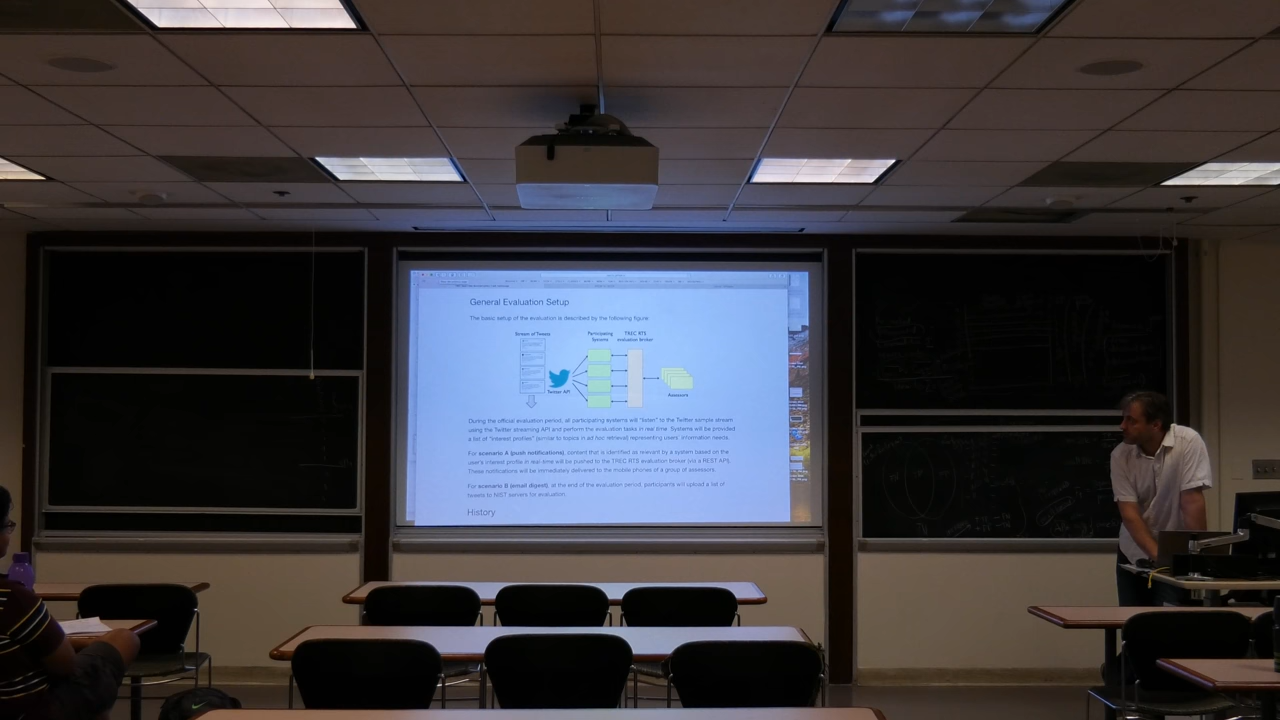 General Evaluation Setup
The basic setup of the evaluation is described by the following figure:
Stream of Tweets
Participating
Systems
TREC RTS
evaluation broker
Twitter API
Assessors
During the official evaluation period, all participating systems will "listen" to the Twitter sample stream
using the Twitter streaming API and perform the evaluation tasks in real time. Systems will be provided
a list of "interest profiles" (similar to topics in ad hoc retrieval) representing users' information needs.
For scenario A (push notifications), content that is identified as relevant by a system based on the
user's interest profile in real-time will be pushed to the TREC RTS evaluation broker (via a REST API).
These notifications will be immediately delivered to the mobile phones of a group of assessors.
For scenario B (email digest), at the end of the evaluation period, participants will upload a list of
tweets to NIST servers for evaluation.
History